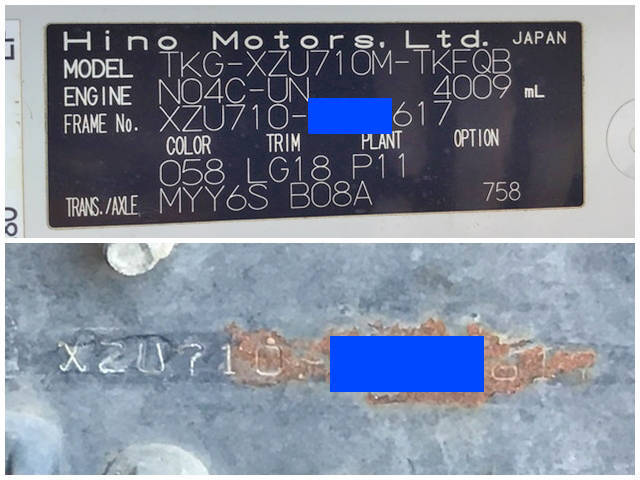 Hino Motors, Ltd. JAPAN
MODEL TKG-XZU710M-TKFQB
ENGINE N04C-UN 4009 mL
FRAME No. XZU710- 617
COLOR TRIM PLANT OPTION
058 LG18 P11
TRANS./AXLE MYY6S B08A 758
XZU710-